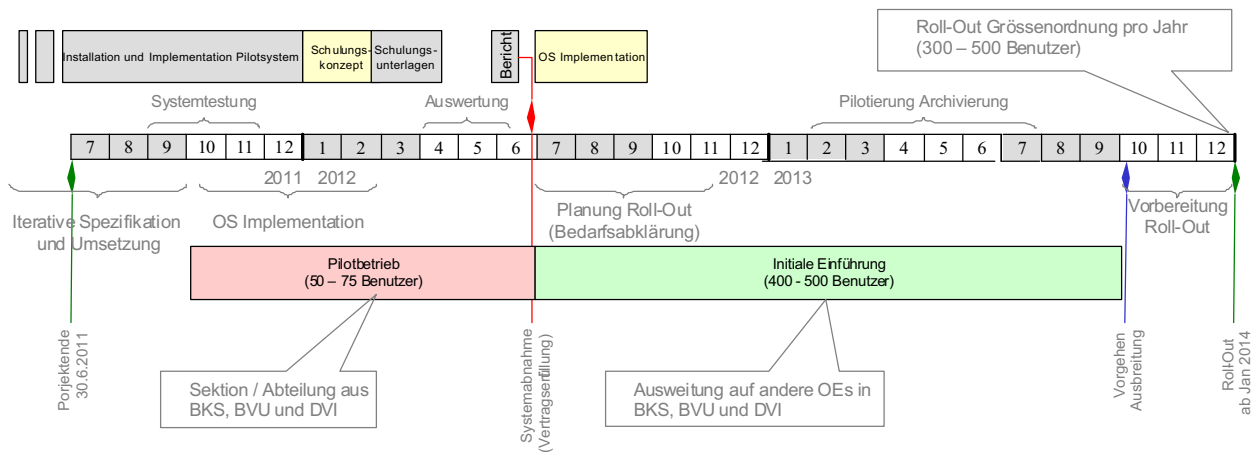 Roll-Out Grössenordnung pro Jahr
(300 – 500 Benutzer)
Installation und Implementation Pilotsystem
Schulungs-
konzept
Schulungs-
unterlagen
Bericht
OS Implementation
Systemtestung
Auswertung
Pilotierung Archivierung
7 8 9 10 11 12 1 2 3 4 5 6 7 8 9 10 11 12 1 2 3 4 5 6 7 8 9 10 11 12
2011 2012
2012 2013
Iterative Spezifikation
und Umsetzung
OS Implementation
Planung Roll-Out
(Bedarfsabklärung)
Vorbereitung
Roll-Out
Pilotbetrieb
(50 – 75 Benutzer)
Initiale Einführung
(400 - 500 Benutzer)
Porjektende
30.6.2011
Sektion / Abteilung aus
BKS, BVU und DVI
Systemabnahme
(Vertragserfüllung)
Ausweitung auf andere OEs in
BKS, BVU und DVI
Vorgehen
Ausbreitung
Roll-Out
ab Jan 2014